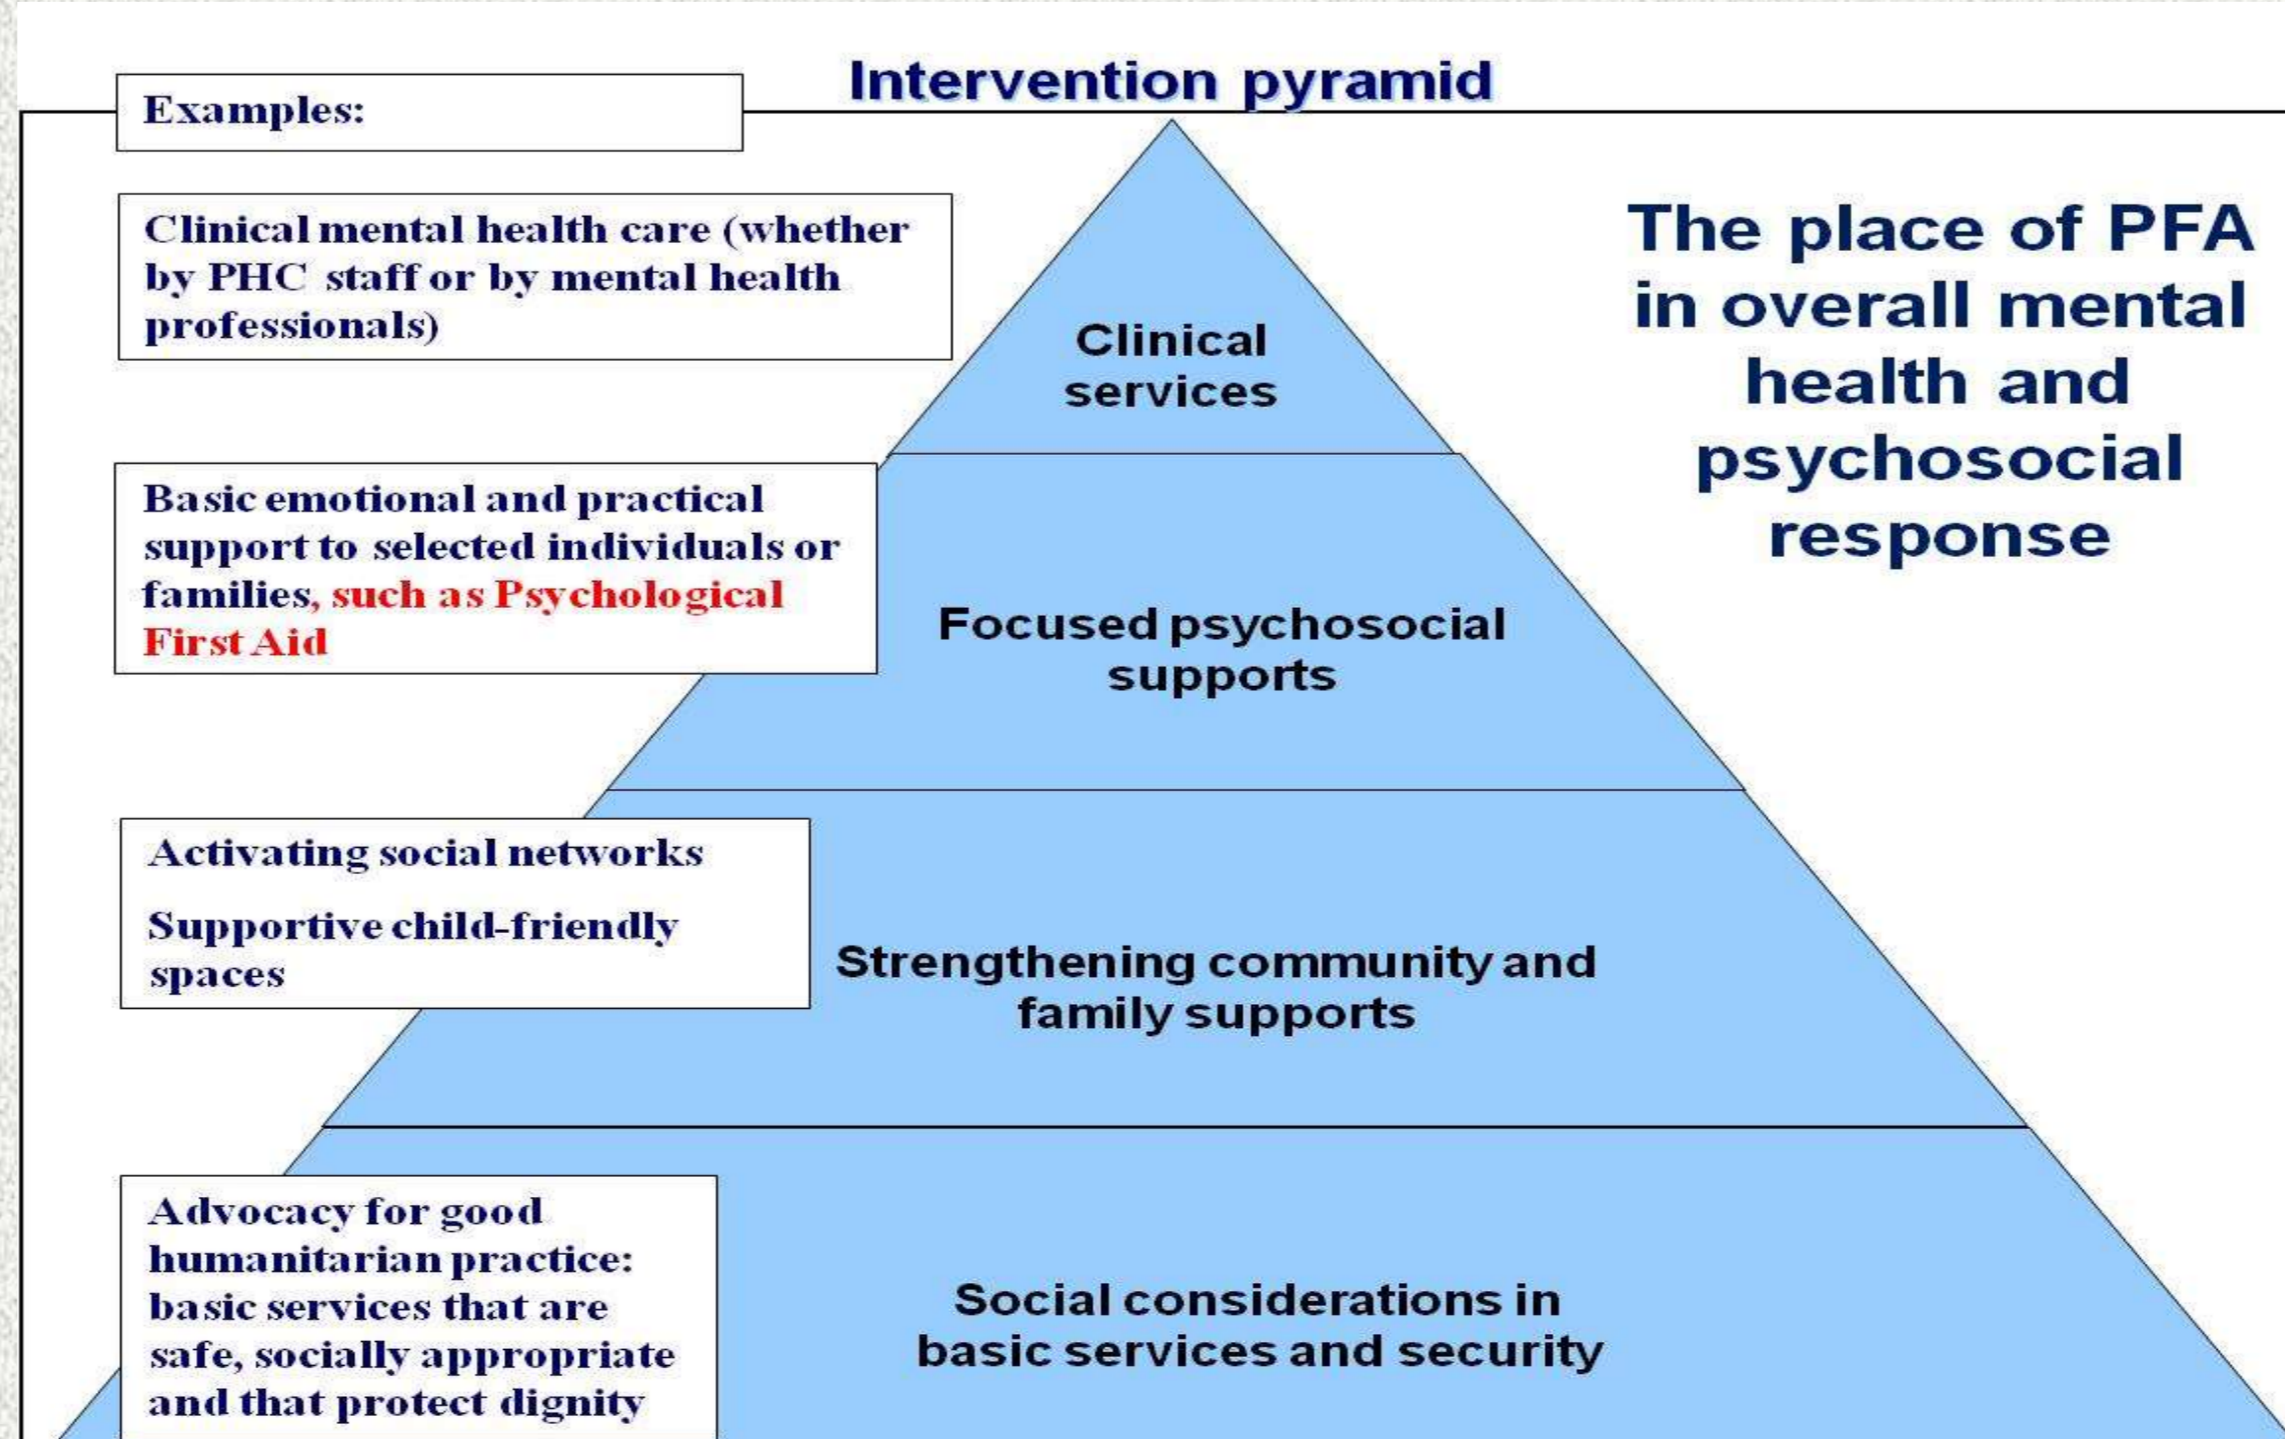 Intervention pyramid
Examples:
Clinical mental health care (whether
by PHC staff or by mental health
professionals)
Clinical
services
The place of PFA
in overall mental
health and
psychosocial
response
Basic emotional and practical
support to selected individuals or
families, such as Psychological
First Aid
Focused psychosocial
supports
Activating social networks
Supportive child-friendly
spaces
Strengthening community and
family supports
Advocacy for good
humanitarian practice:
basic services that are
safe, socially appropriate
and that protect dignity
Social considerations in
basic services and security